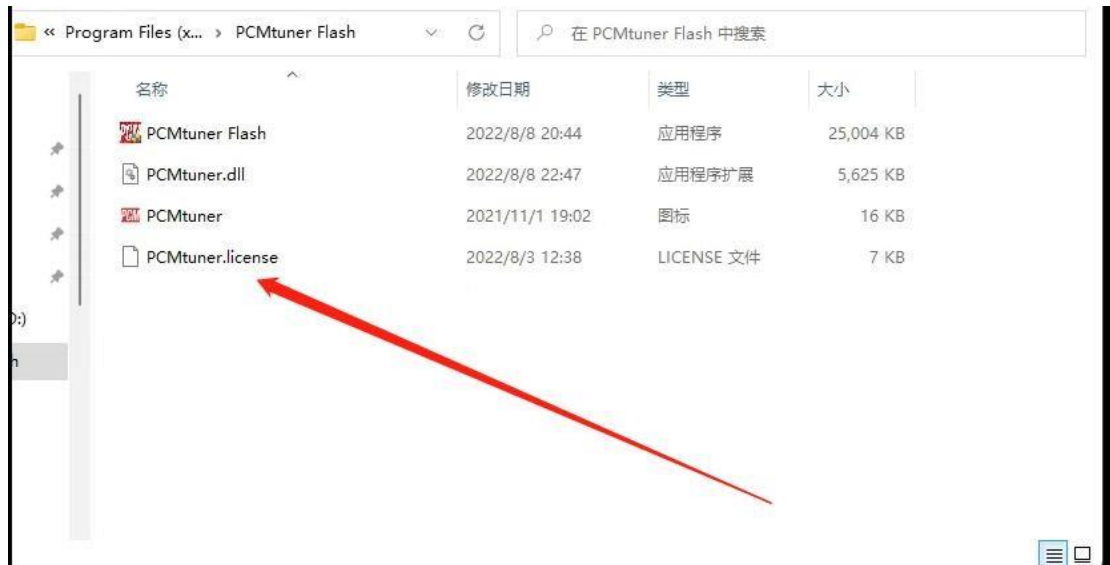 « Program Files (x... › PCMtuner Flash 在 PCMtuner Flash 中搜索
名称 修改日期 类型 大小
PCMtuner Flash 2022/8/8 20:44 应用程序 25,004 KB
PCMtuner.dll 2022/8/8 22:47 应用程序扩展 5,625 KB
PCMtuner 2021/11/1 19:02 图标 16 KB
PCMtuner.license 2022/8/3 12:38 LICENSE 文件 7 KB
:)